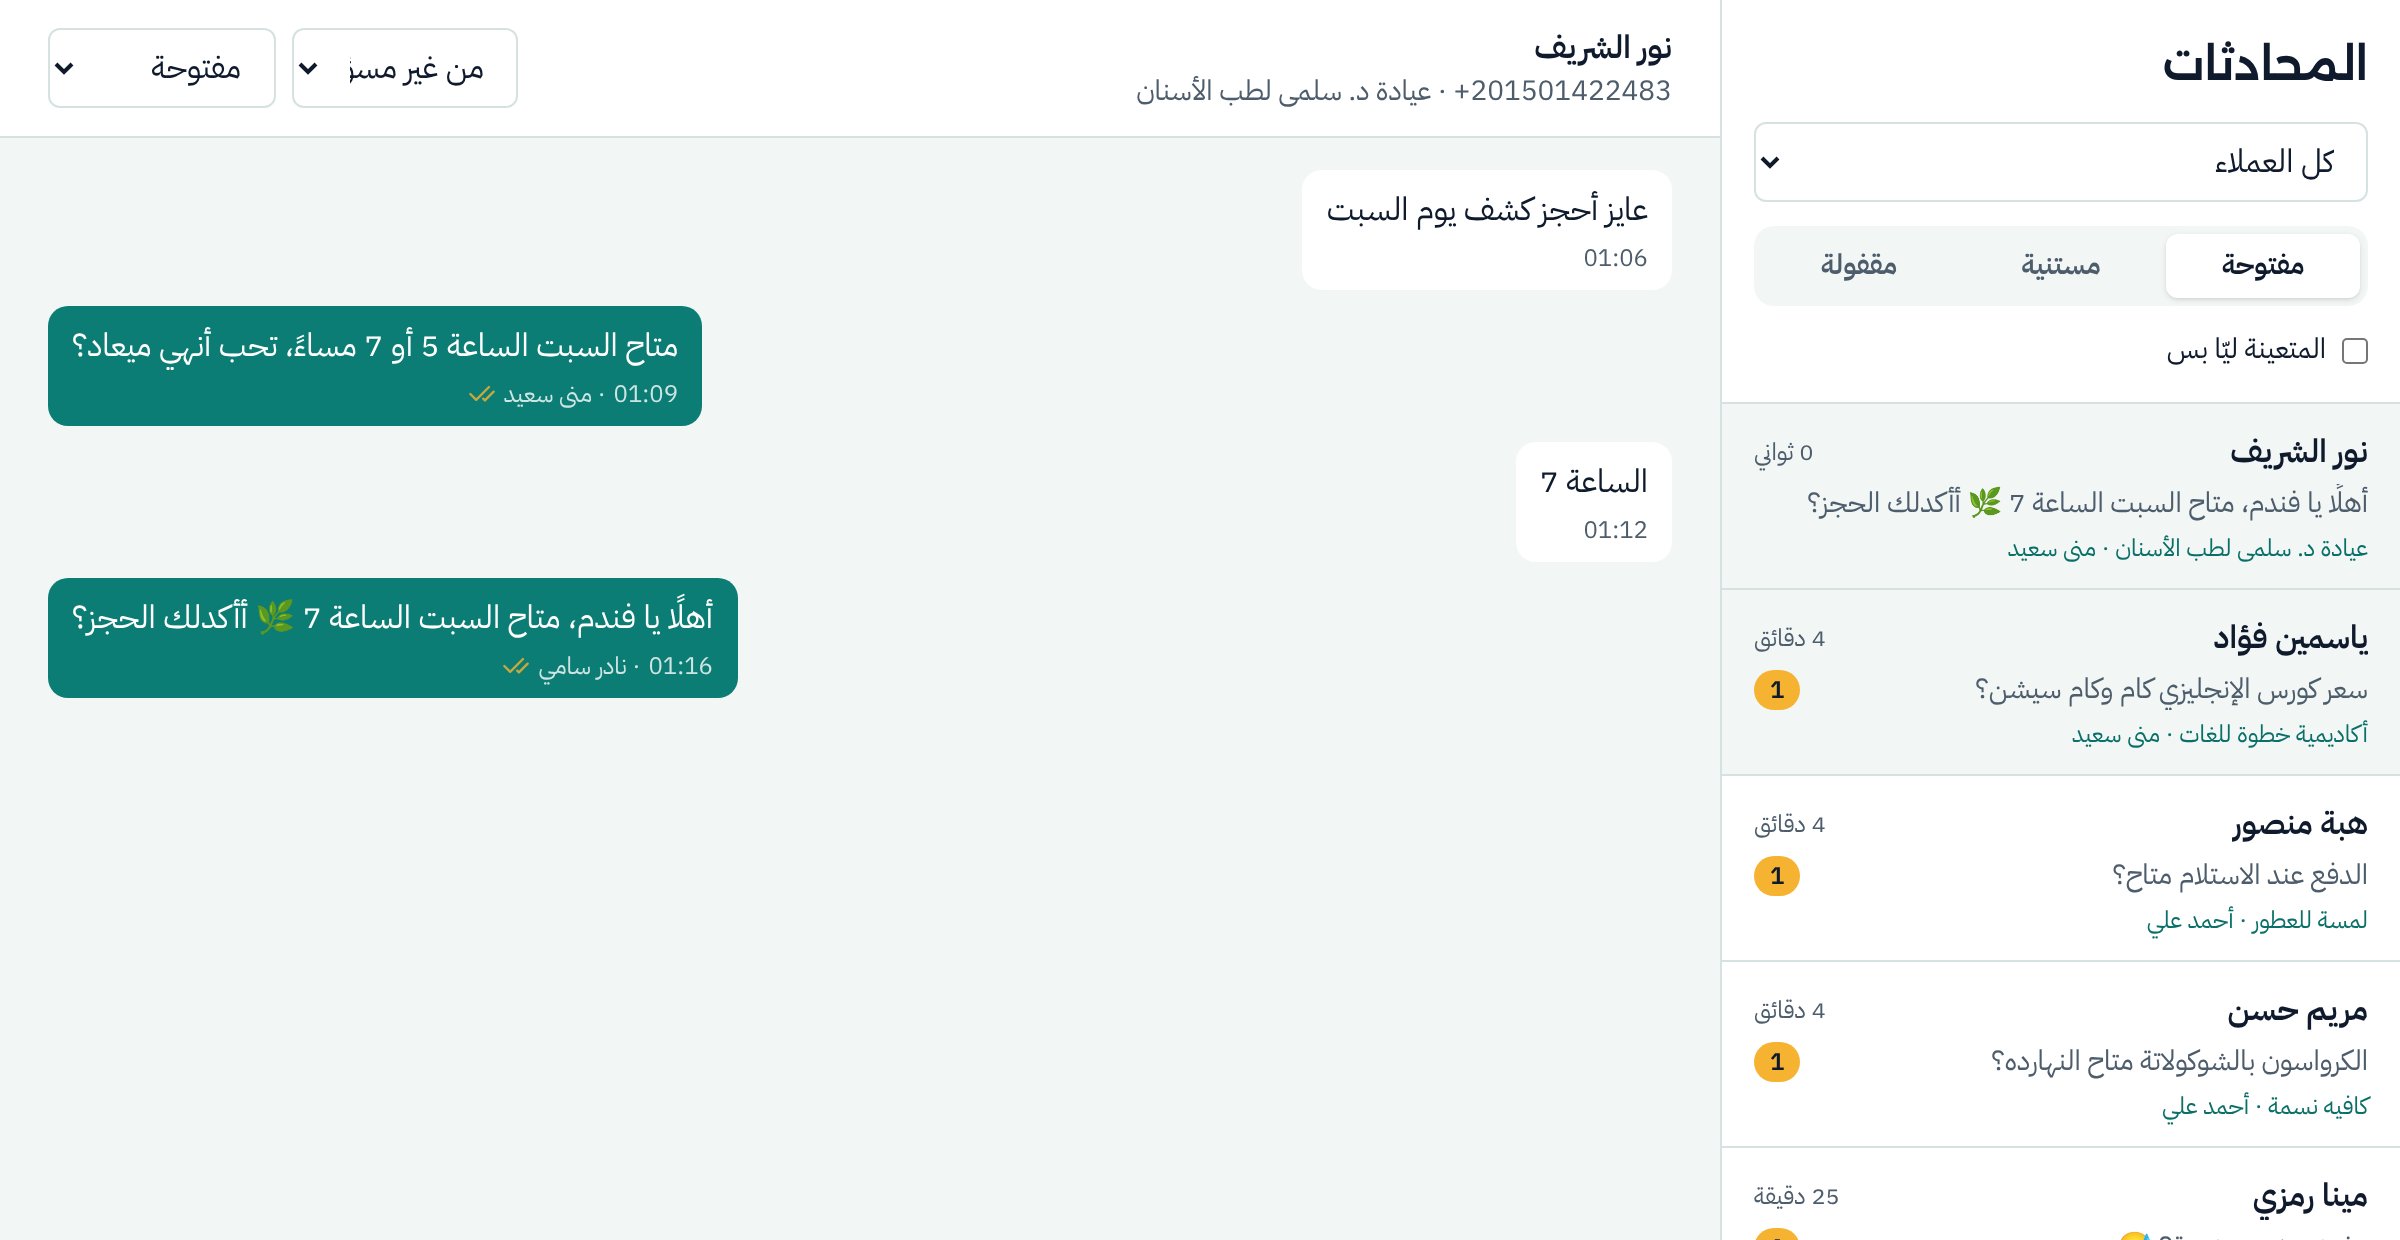 المحادثات
كل العملاء
مفتوحة
مستنية
مقفولة
المتعينة ليّا بس
نور الشريف
0 ثواني
أهلًا يا فندم، متاح السبت الساعة 7 🌿 أأكدلك الحجز؟
عيادة د. سلمى لطب الأسنان · منى سعيد
ياسمين فؤاد
4 دقائق
سعر كورس الإنجليزي كام وكام سيشن؟
1
أكاديمية خطوة للغات · منى سعيد
هبة منصور
4 دقائق
الدفع عند الاستلام متاح؟
1
لمسة للعطور · أحمد علي
مريم حسن
4 دقائق
الكرواسون بالشوكولاتة متاح النهارده؟
1
كافيه نسمة · أحمد علي
مينا رمزي
25 دقيقة
نور الشريف
+201501422483 · عيادة د. سلمى لطب الأسنان
من غير
مفتوحة
عايز أحجز كشف يوم السبت
01:06
متاح السبت الساعة 5 أو 7 مساءً، تحب أنهي ميعاد؟
01:09 · منى سعيد
الساعة 7
01:12
أهلًا يا فندم، متاح السبت الساعة 7 🌿 أأكدلك الحجز؟
01:16 · نادر سامي